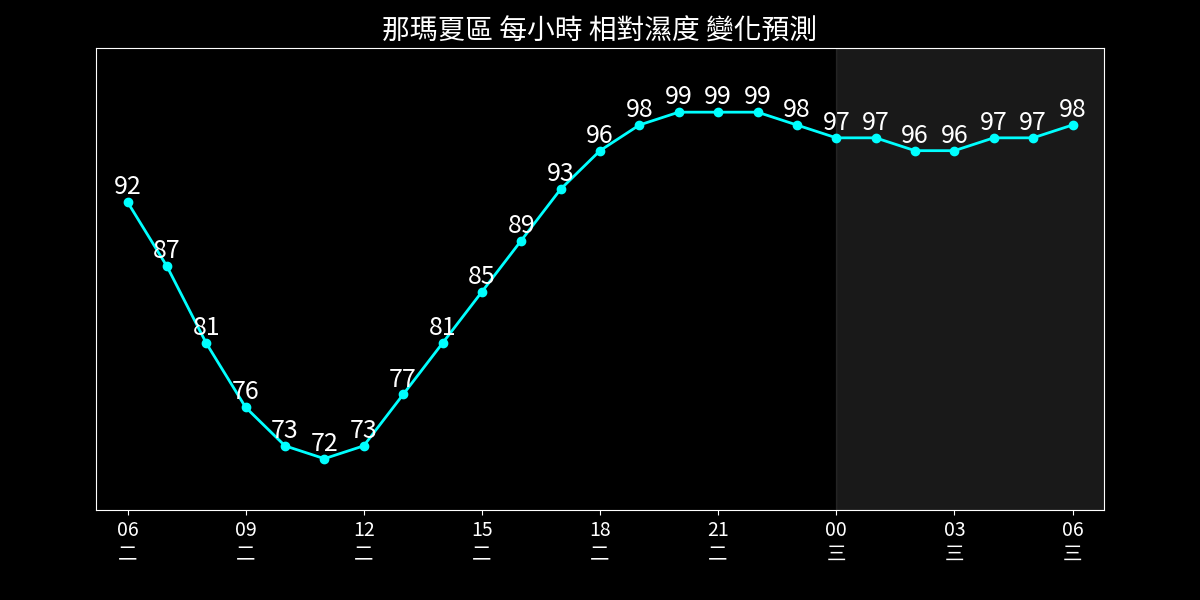 那瑪夏區 每小時 相對濕度 變化預測
92 87 81 76 73 72 73 77 81 85 89 93 96 98 99 99 99 98 97 97 96 96 97 97 98
06 09 12 15 18 21 00 03 06
二 二 二 二 二 二 三 三 三